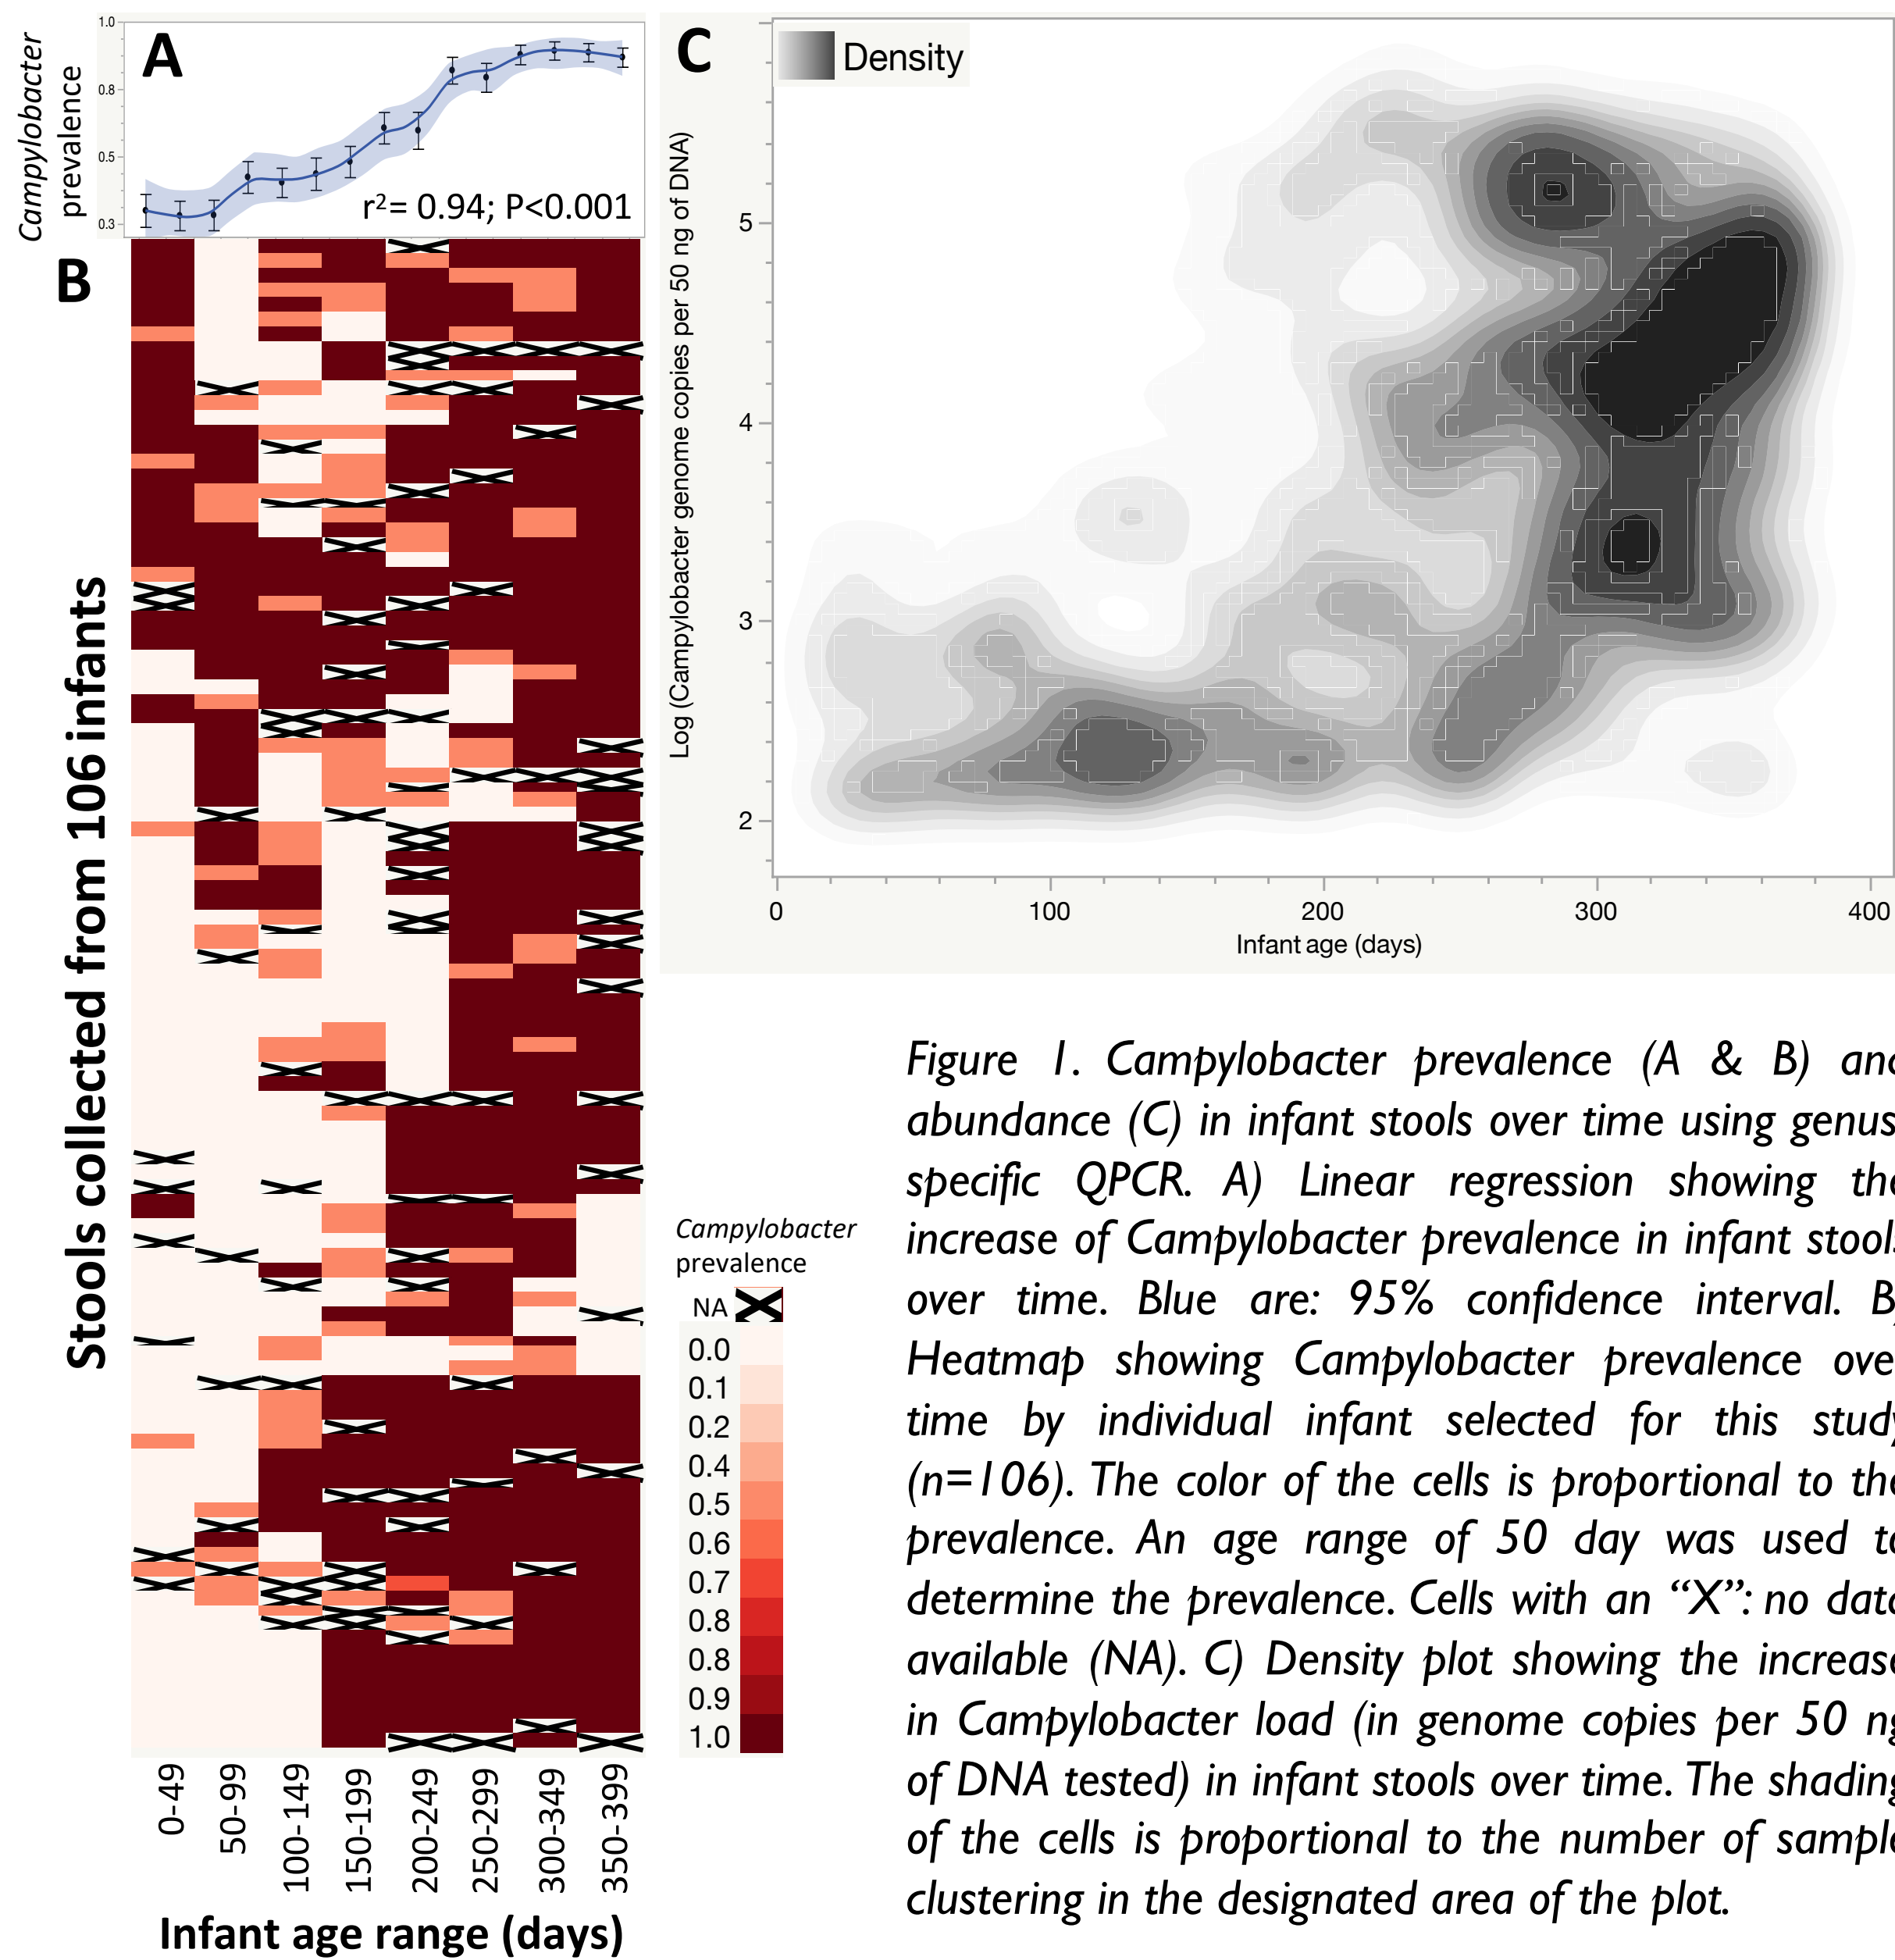 A
Campylobacter
prevalence
1.0
0.8
0.5
0.3
r²= 0.94; P<0.001
B
Stools collected from 106 infants
0-49
50-99
100-149
150-199
200-249
250-299
300-349
350-399
Infant age range (days)
Campylobacter
prevalence
NA
0.0
0.1
0.2
0.4
0.5
0.6
0.7
0.8
0.8
0.9
1.0
C
Density
Log (Campylobacter genome copies per 50 ng of DNA)
5
4
3
2
0
100
200
300
400
Infant age (days)
Figure 1. Campylobacter prevalence (A & B) and
abundance (C) in infant stools over time using genus
specific QPCR. A) Linear regression showing the
increase of Campylobacter prevalence in infant stools
over time. Blue are: 95% confidence interval. B)
Heatmap showing Campylobacter prevalence over
time by individual infant selected for this study
(n=106). The color of the cells is proportional to the
prevalence. An age range of 50 day was used to
determine the prevalence. Cells with an “X”: no data
available (NA). C) Density plot showing the increase
in Campylobacter load (in genome copies per 50 ng
of DNA tested) in infant stools over time. The shading
of the cells is proportional to the number of sample
clustering in the designated area of the plot.